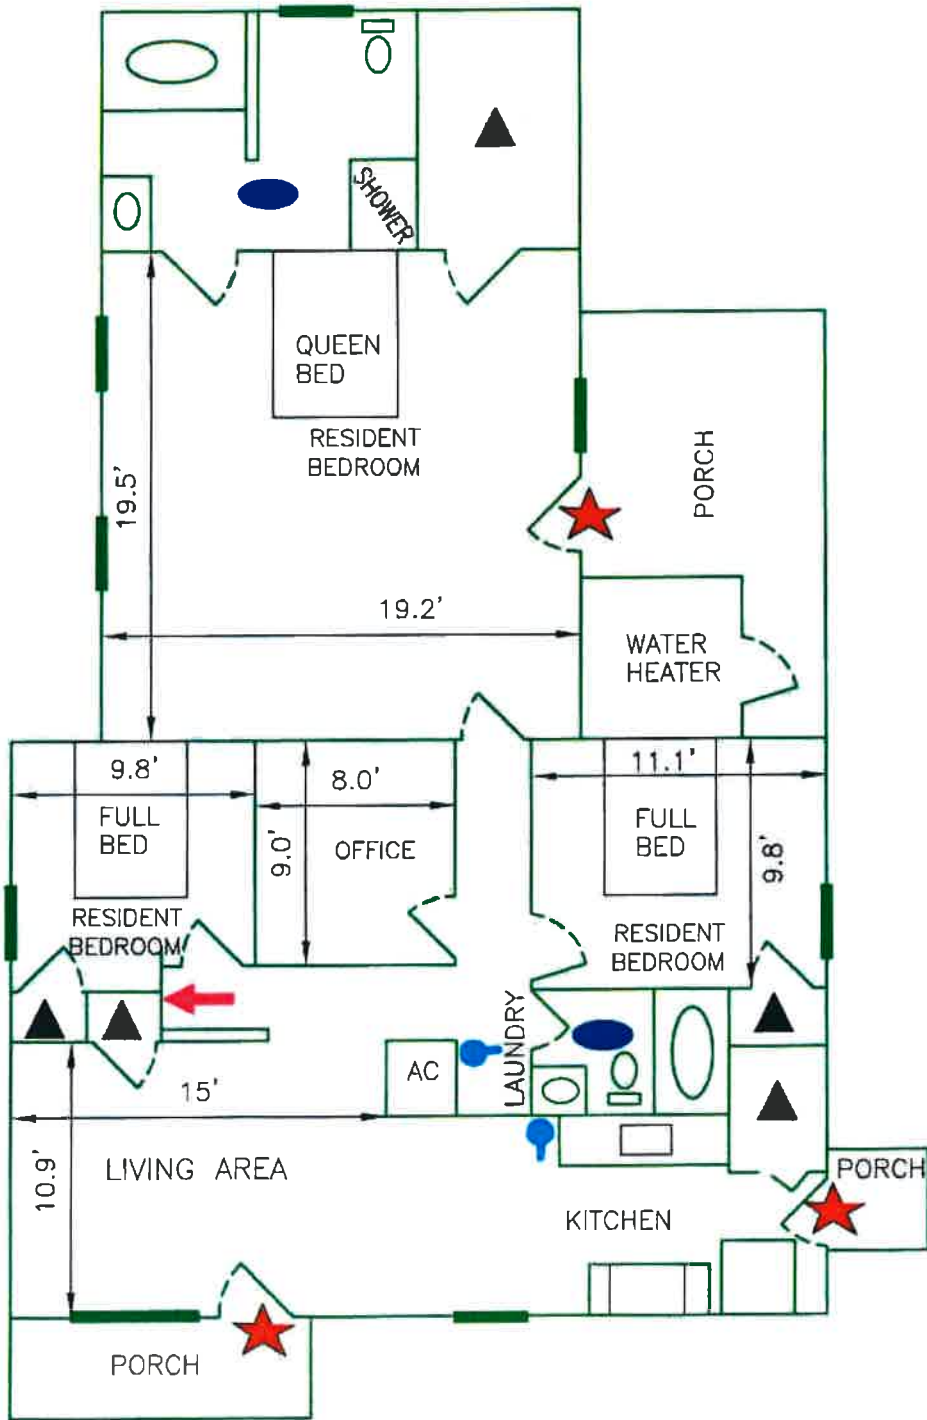 SHOWER
QUEEN
BED
RESIDENT
BEDROOM
19.5'
PORCH
19.2'
WATER
HEATER
9.8'
FULL
BED
RESIDENT
BEDROOM
8.0'
9.0'
OFFICE
11.1'
FULL
BED
9.8'
RESIDENT
BEDROOM
LAUNDRY
AC
15'
10.9'
LIVING AREA
KITCHEN
PORCH
PORCH